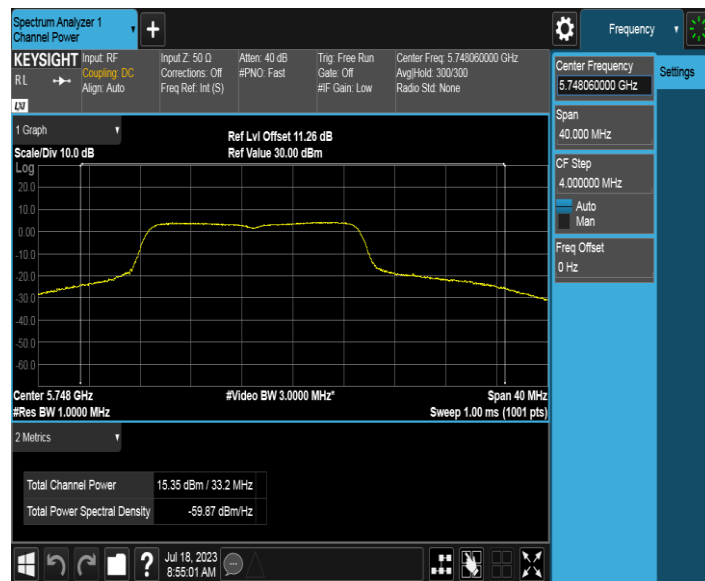 Spectrum Analyzer 1
Channel Power
+
Frequency
KEYSIGHT
RL
LXI
Input: RF
Coupling: DC
Align: Auto
Input Z: 50 Ω
Corrections: Off
Freq Ref: Int (S)
Atten: 40 dB
#PNO: Fast
Trig: Free Run
Gate: Off
#IF Gain: Low
Center Freq: 5.748060000 GHz
Avg|Hold: 300/300
Radio Std: None
Center Frequency
5.748060000 GHz
Settings
Span
40.000 MHz
CF Step
4.000000 MHz
Auto
Man
Freq Offset
0 Hz
1 Graph
Scale/Div 10.0 dB
Ref Lvl Offset 11.26 dB
Ref Value 30.00 dBm
Log
20.0
10.0
0.00
-10.0
-20.0
-30.0
-40.0
-50.0
-60.0
Center 5.748 GHz
#Res BW 1.0000 MHz
#Video BW 3.0000 MHz*
Span 40 MHz
Sweep 1.00 ms (1001 pts)
2 Metrics
Total Channel Power 15.35 dBm / 33.2 MHz
Total Power Spectral Density -59.87 dBm/Hz
?
Jul 18, 2023
8:55:01 AM